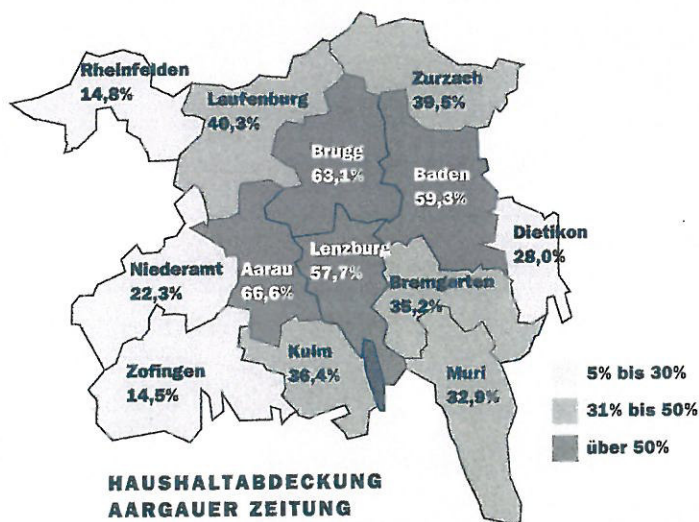 Rheinfelden
14,8%
Laufenburg
40,3%
Zurzach
39,5%
Brugg
63,1%
Baden
59,3%
Dietikon
28,0%
Niederamt
22,3%
Aarau
66,6%
Lenzburg
57,7%
Bremgarten
35,2%
Zofingen
14,5%
Kulm
36,4%
Muri
32,9%
5% bis 30%
31% bis 50%
über 50%
HAUSHALTABDECKUNG
AARGAUER ZEITUNG